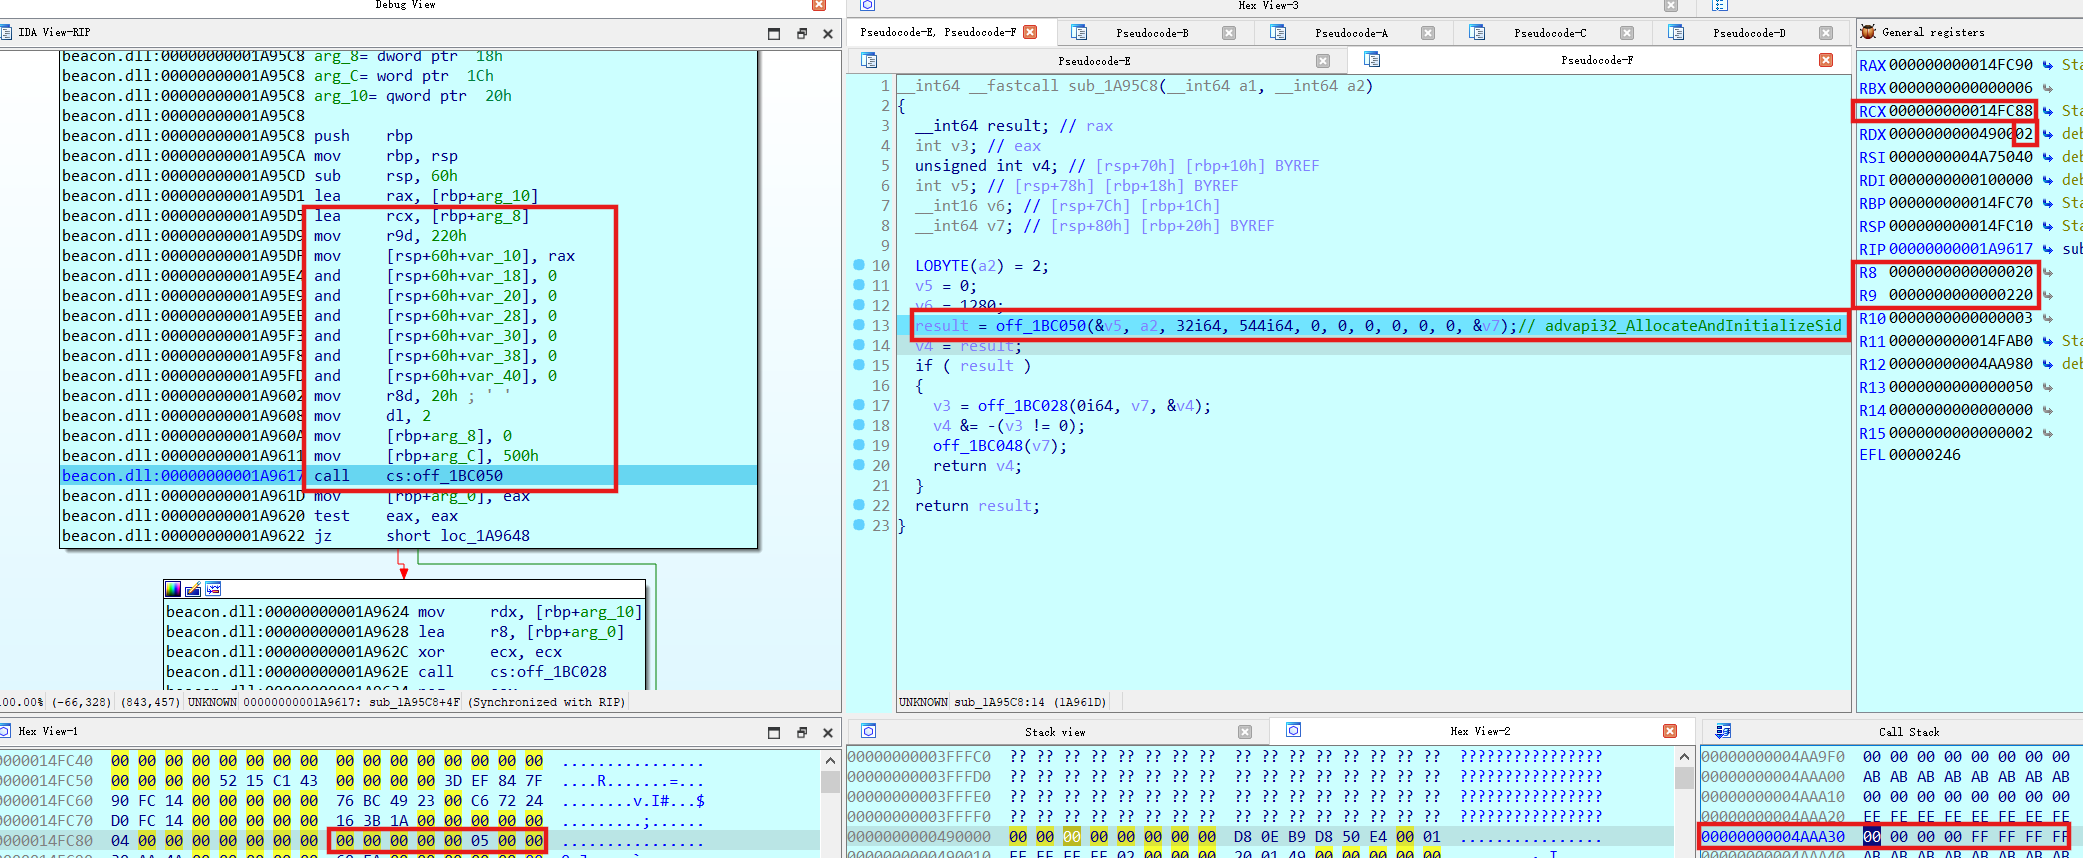 Debug View
Hex View-3
IDA View-RIP
beacon.dll:00000000001A95C8 arg_8= dword ptr  18h
beacon.dll:00000000001A95C8 arg_C= word ptr  1Ch
beacon.dll:00000000001A95C8 arg_10= qword ptr  20h
beacon.dll:00000000001A95C8
beacon.dll:00000000001A95C8 push    rbp
beacon.dll:00000000001A95CA mov     rbp, rsp
beacon.dll:00000000001A95CD sub     rsp, 60h
beacon.dll:00000000001A95D1 lea     rax, [rbp+arg_10]
beacon.dll:00000000001A95D5 lea     rcx, [rbp+arg_8]
beacon.dll:00000000001A95D9 mov     r9d, 220h
beacon.dll:00000000001A95DF mov     [rsp+60h+var_10], rax
beacon.dll:00000000001A95E4 and     [rsp+60h+var_18], 0
beacon.dll:00000000001A95E9 and     [rsp+60h+var_20], 0
beacon.dll:00000000001A95EE and     [rsp+60h+var_28], 0
beacon.dll:00000000001A95F3 and     [rsp+60h+var_30], 0
beacon.dll:00000000001A95F8 and     [rsp+60h+var_38], 0
beacon.dll:00000000001A95FD and     [rsp+60h+var_40], 0
beacon.dll:00000000001A9602 mov     r8d, 20h ; ' '
beacon.dll:00000000001A9608 mov     dl, 2
beacon.dll:00000000001A960A mov     [rbp+arg_8], 0
beacon.dll:00000000001A9611 mov     [rbp+arg_C], 500h
beacon.dll:00000000001A9617 call    cs:off_1BC050
beacon.dll:00000000001A961D mov     [rbp+arg_0], eax
beacon.dll:00000000001A9620 test    eax, eax
beacon.dll:00000000001A9622 jz      short loc_1A9648
beacon.dll:00000000001A9624 mov     rdx, [rbp+arg_10]
beacon.dll:00000000001A9628 lea     r8, [rbp+arg_0]
beacon.dll:00000000001A962C xor     ecx, ecx
beacon.dll:00000000001A962E call    cs:off_1BC028
00.00% (-66,328) (843,457) UNKNOWN 00000000001A9617: sub_1A95C8+4F (Synchronized with RIP)
Pseudocode-E, Pseudocode-F
Pseudocode-B
Pseudocode-A
Pseudocode-C
Pseudocode-D
Pseudocode-E
Pseudocode-F
1 __int64 __fastcall sub_1A95C8(__int64 a1, __int64 a2)
2 {
3   __int64 result; // rax
4   int v3; // eax
5   unsigned int v4; // [rsp+70h] [rbp+10h] BYREF
6   int v5; // [rsp+78h] [rbp+18h] BYREF
7   __int16 v6; // [rsp+7Ch] [rbp+1Ch]
8   __int64 v7; // [rsp+80h] [rbp+20h] BYREF
9
10   LOBYTE(a2) = 2;
11   v5 = 0;
12   v6 = 1280;
13   result = off_1BC050(&v5, a2, 32i64, 544i64, 0, 0, 0, 0, 0, 0, &v7);// advapi32_AllocateAndInitializeSid
14   v4 = result;
15   if ( result )
16   {
17     v3 = off_1BC028(0i64, v7, &v4);
18     v4 &= -(v3 != 0);
19     off_1BC048(v7);
20     return v4;
21   }
22   return result;
23 }
UNKNOWN sub_1A95C8:14 (1A961D)
General registers
RAX 000000000014FC90 Sta
RBX 0000000000000006
RCX 000000000014FC88 Sta
RDX 0000000000490002 deb
RSI 0000000004A75040 deb
RDI 0000000000100000 deb
RBP 000000000014FC70 Sta
RSP 000000000014FC10 Sta
RIP 00000000001A9617 sub
R8 0000000000000020
R9 0000000000000220
R10 0000000000000003
R11 000000000014FAB0 Sta
R12 00000000004AA980 deb
R13 0000000000000050
R14 0000000000000000
R15 0000000000000002
EFL 00000246
Hex View-1
0000014FC40  00 00 00 00 00 00 00 00  00 00 00 00 00 00 00 00  ................
0000014FC50  00 00 00 00 52 15 C1 43  00 00 00 00 3D EF 84 7F  ....R.......=...
0000014FC60  90 FC 14 00 00 00 00 00  76 BC 49 23 00 C6 72 24  ........v.I#...$
0000014FC70  D0 FC 14 00 00 00 00 00  16 3B 1A 00 00 00 00 00  .........;......
0000014FC80  04 00 00 00 00 00 00 00  00 00 00 00 00 05 00 00  ................
Stack view
Hex View-2
00000000003FFFC0  ?? ?? ?? ?? ?? ?? ?? ??  ?? ?? ?? ?? ?? ?? ?? ??  ????????????????
00000000003FFFD0  ?? ?? ?? ?? ?? ?? ?? ??  ?? ?? ?? ?? ?? ?? ?? ??  ????????????????
00000000003FFFE0  ?? ?? ?? ?? ?? ?? ?? ??  ?? ?? ?? ?? ?? ?? ?? ??  ????????????????
00000000003FFFF0  ?? ?? ?? ?? ?? ?? ?? ??  ?? ?? ?? ?? ?? ?? ?? ??  ????????????????
0000000000490000  00 00 00 00 00 00 00 00  D8 0E B9 D8 50 E4 00 01  ................
Call Stack
00000000004AA9F0  00 00 00 00 00 00 00 00
00000000004AAA00  AB AB AB AB AB AB AB AB
00000000004AAA10  00 00 00 00 00 00 00 00
00000000004AAA20  EE FE EE FE EE FE EE FE
00000000004AAA30  00 00 00 00 FF FF FF FF